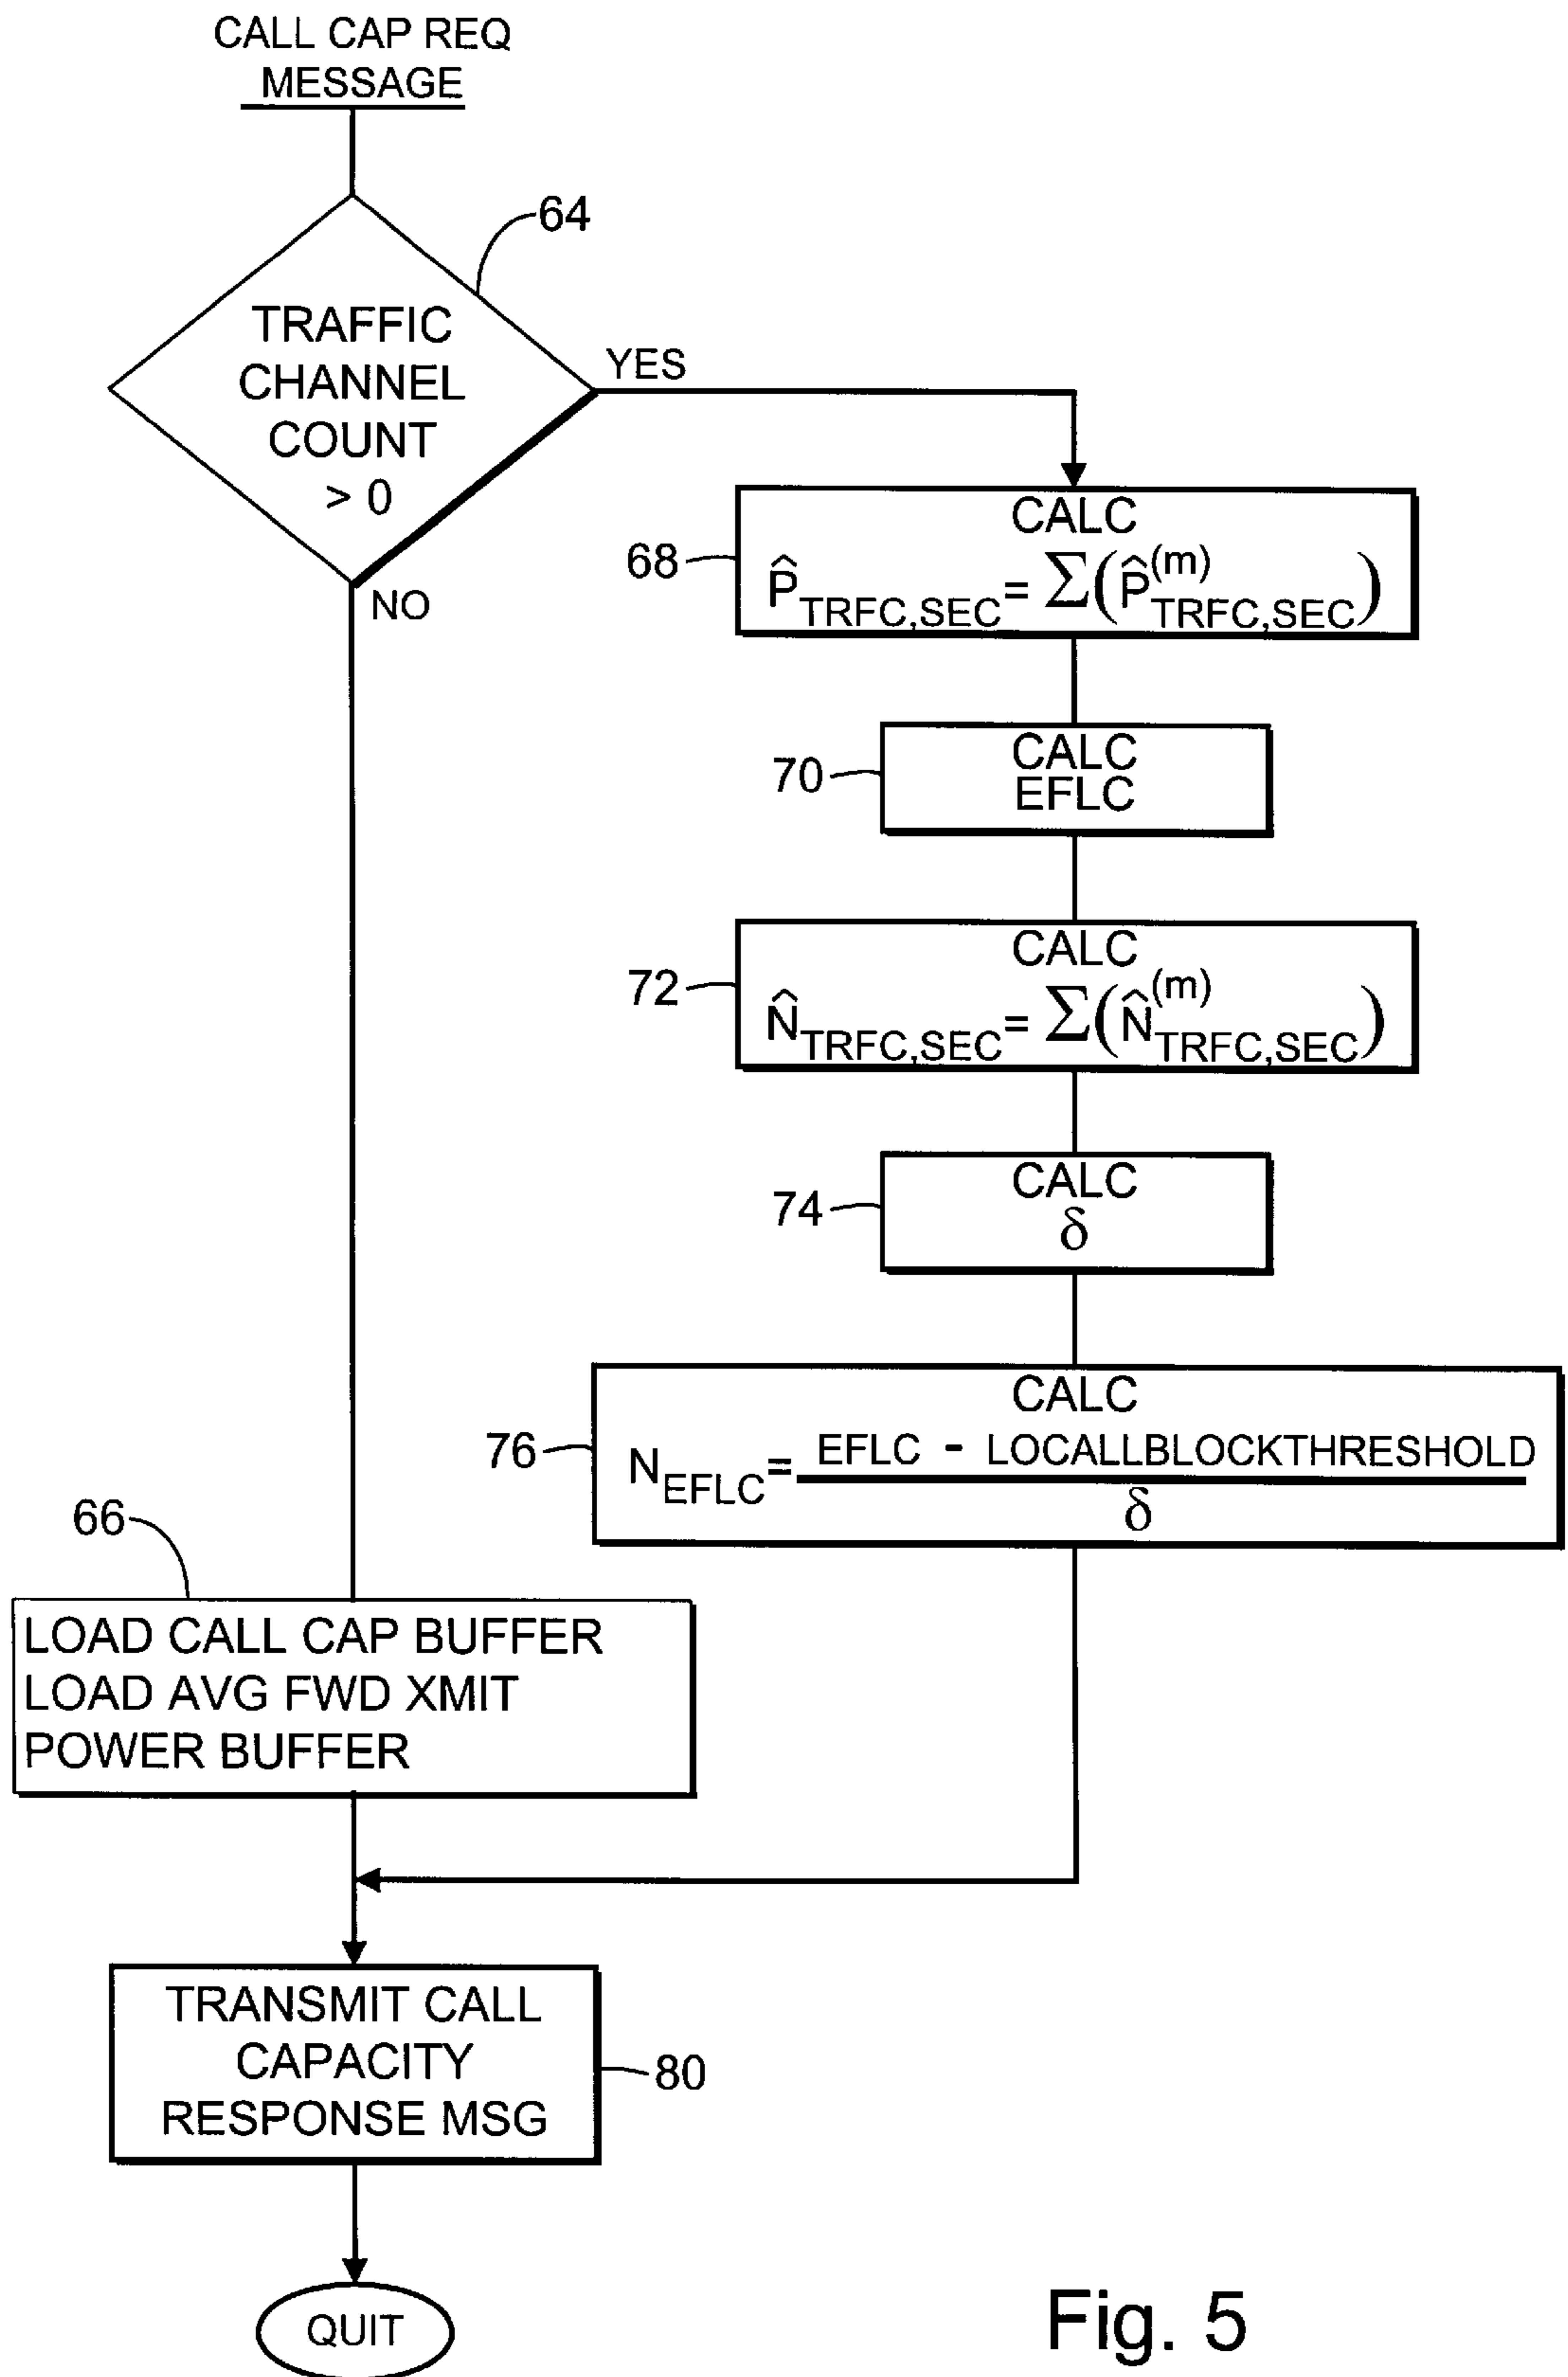 CALL CAP REQ
MESSAGE
64
TRAFFIC
CHANNEL
COUNT
> 0
YES
NO
68
CALC
P̂TRFC,SEC = Σ(P̂(m)TRFC,SEC)
70
CALC
EFLC
72
CALC
N̂TRFC,SEC = Σ(N̂(m)TRFC,SEC)
74
CALC
δ
76
CALC
NEFLC = EFLC - LOCALLBLOCKTHRESHOLD
δ
66
LOAD CALL CAP BUFFER
LOAD AVG FWD XMIT
POWER BUFFER
TRANSMIT CALL
CAPACITY
RESPONSE MSG
80
QUIT
Fig. 5